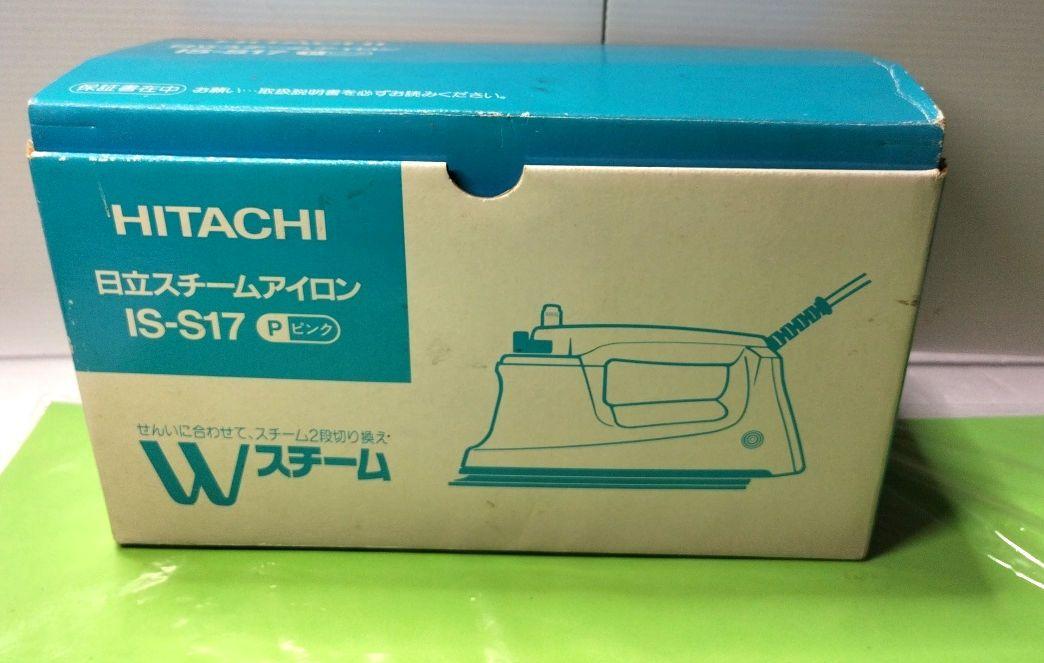 IS-S17
保証書在中 お願い…取扱説明書を必ずお読みください。
HITACHI
日立スチームアイロン
IS-S17 P ピンク
せんいに合わせて、スチーム2段切り換え
Wスチーム